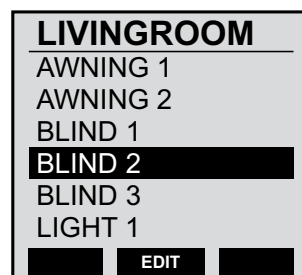 LIVINGROOM
AWNING 1
AWNING 2
BLIND 1
BLIND 2
BLIND 3
LIGHT 1
EDIT